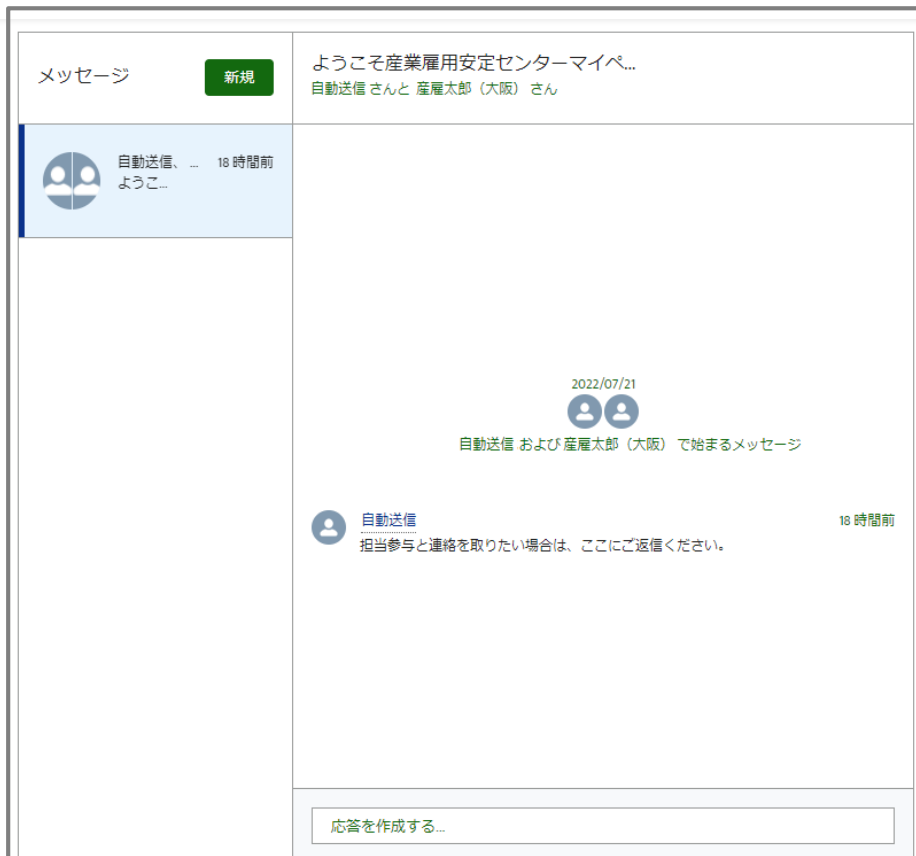 メッセージ
新規
自動送信、 ... 18 時間前
ようこ...
ようこそ産業雇用安定センターマイペ...
自動送信 さんと 産雇太郎（大阪） さん
2022/07/21
自動送信 および 産雇太郎（大阪） で始まるメッセージ
自動送信 18 時間前
担当参与と連絡を取りたい場合は、ここにご返信ください。
応答を作成する...